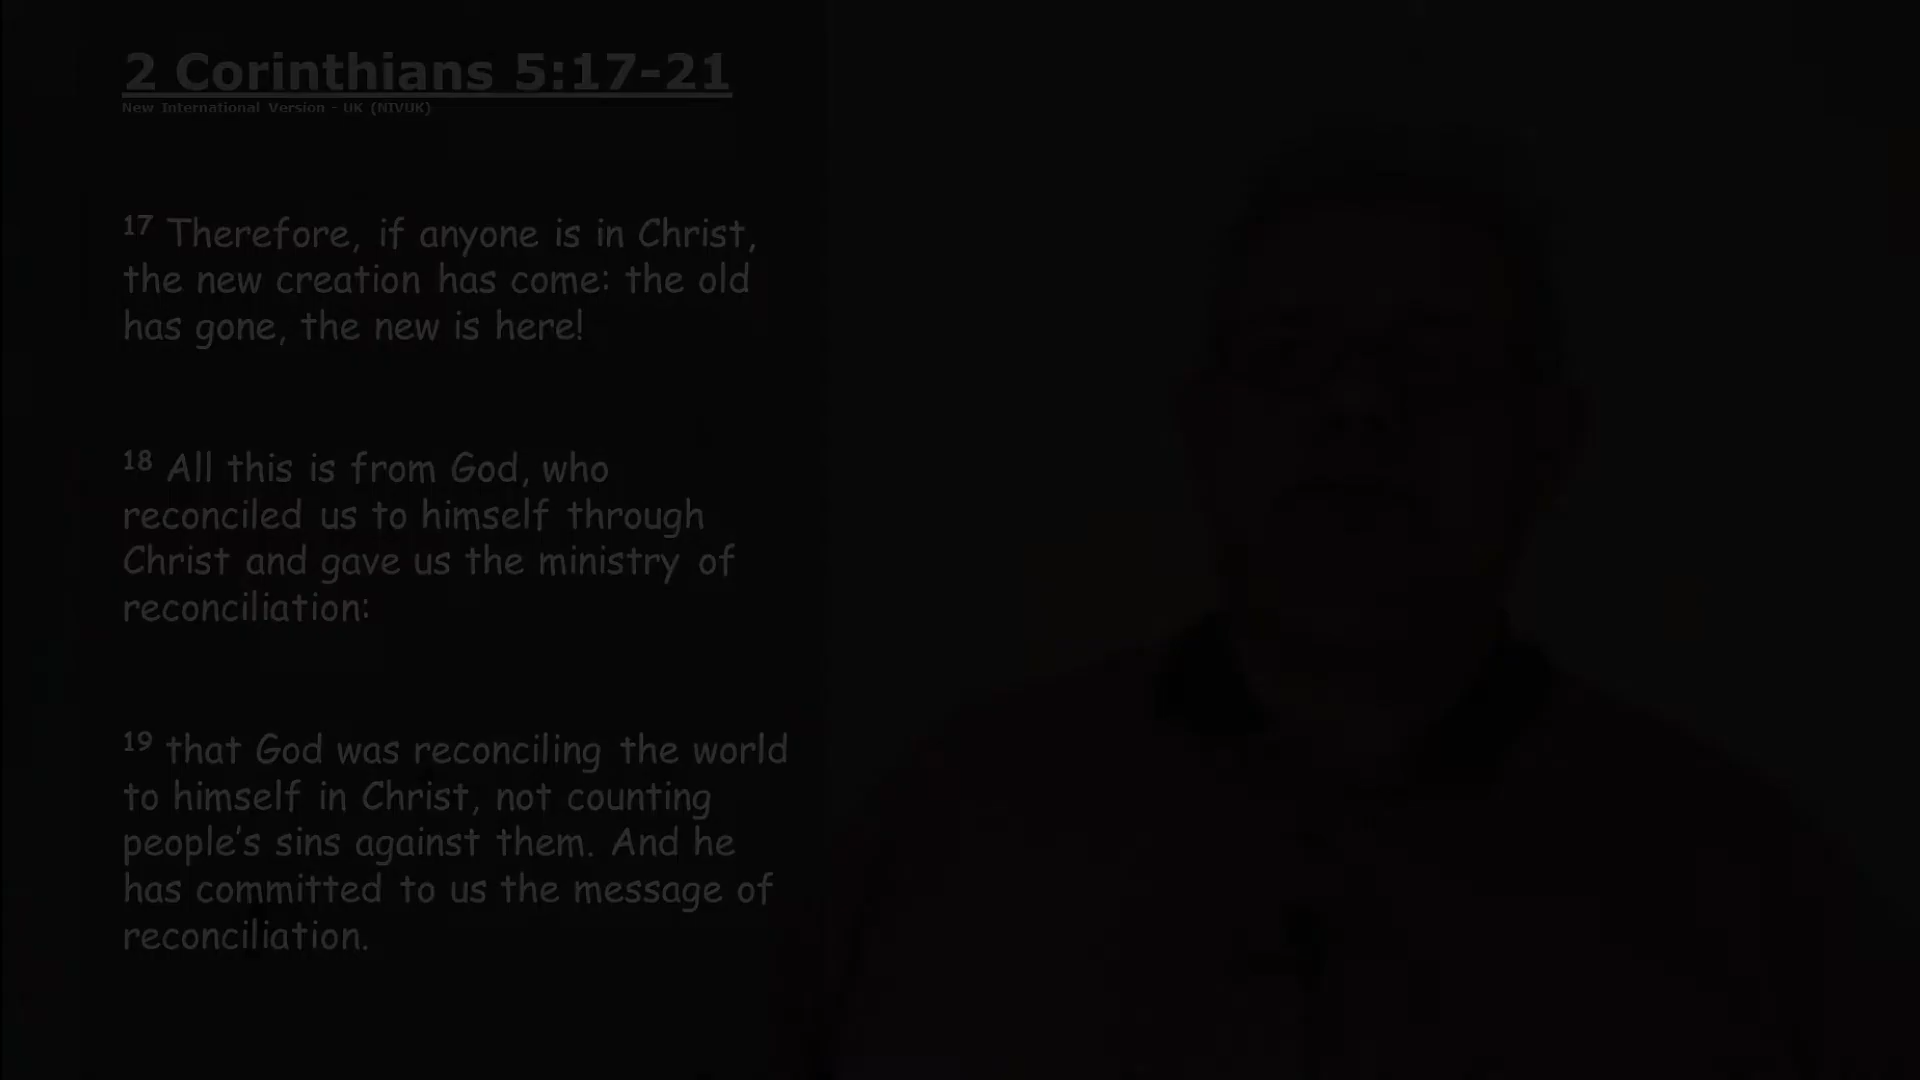 2 Corinthians 5:17-21
New International Version - UK (NIVUK)
17 Therefore, if anyone is in Christ,
the new creation has come: the old
has gone, the new is here!
18 All this is from God, who
reconciled us to himself through
Christ and gave us the ministry of
reconciliation:
19 that God was reconciling the world
to himself in Christ, not counting
people’s sins against them. And he
has committed to us the message of
reconciliation.